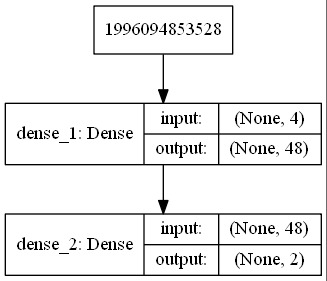 1996094853528
dense_1: Dense
input: (None, 4)
output: (None, 48)
dense_2: Dense
input: (None, 48)
output: (None, 2)